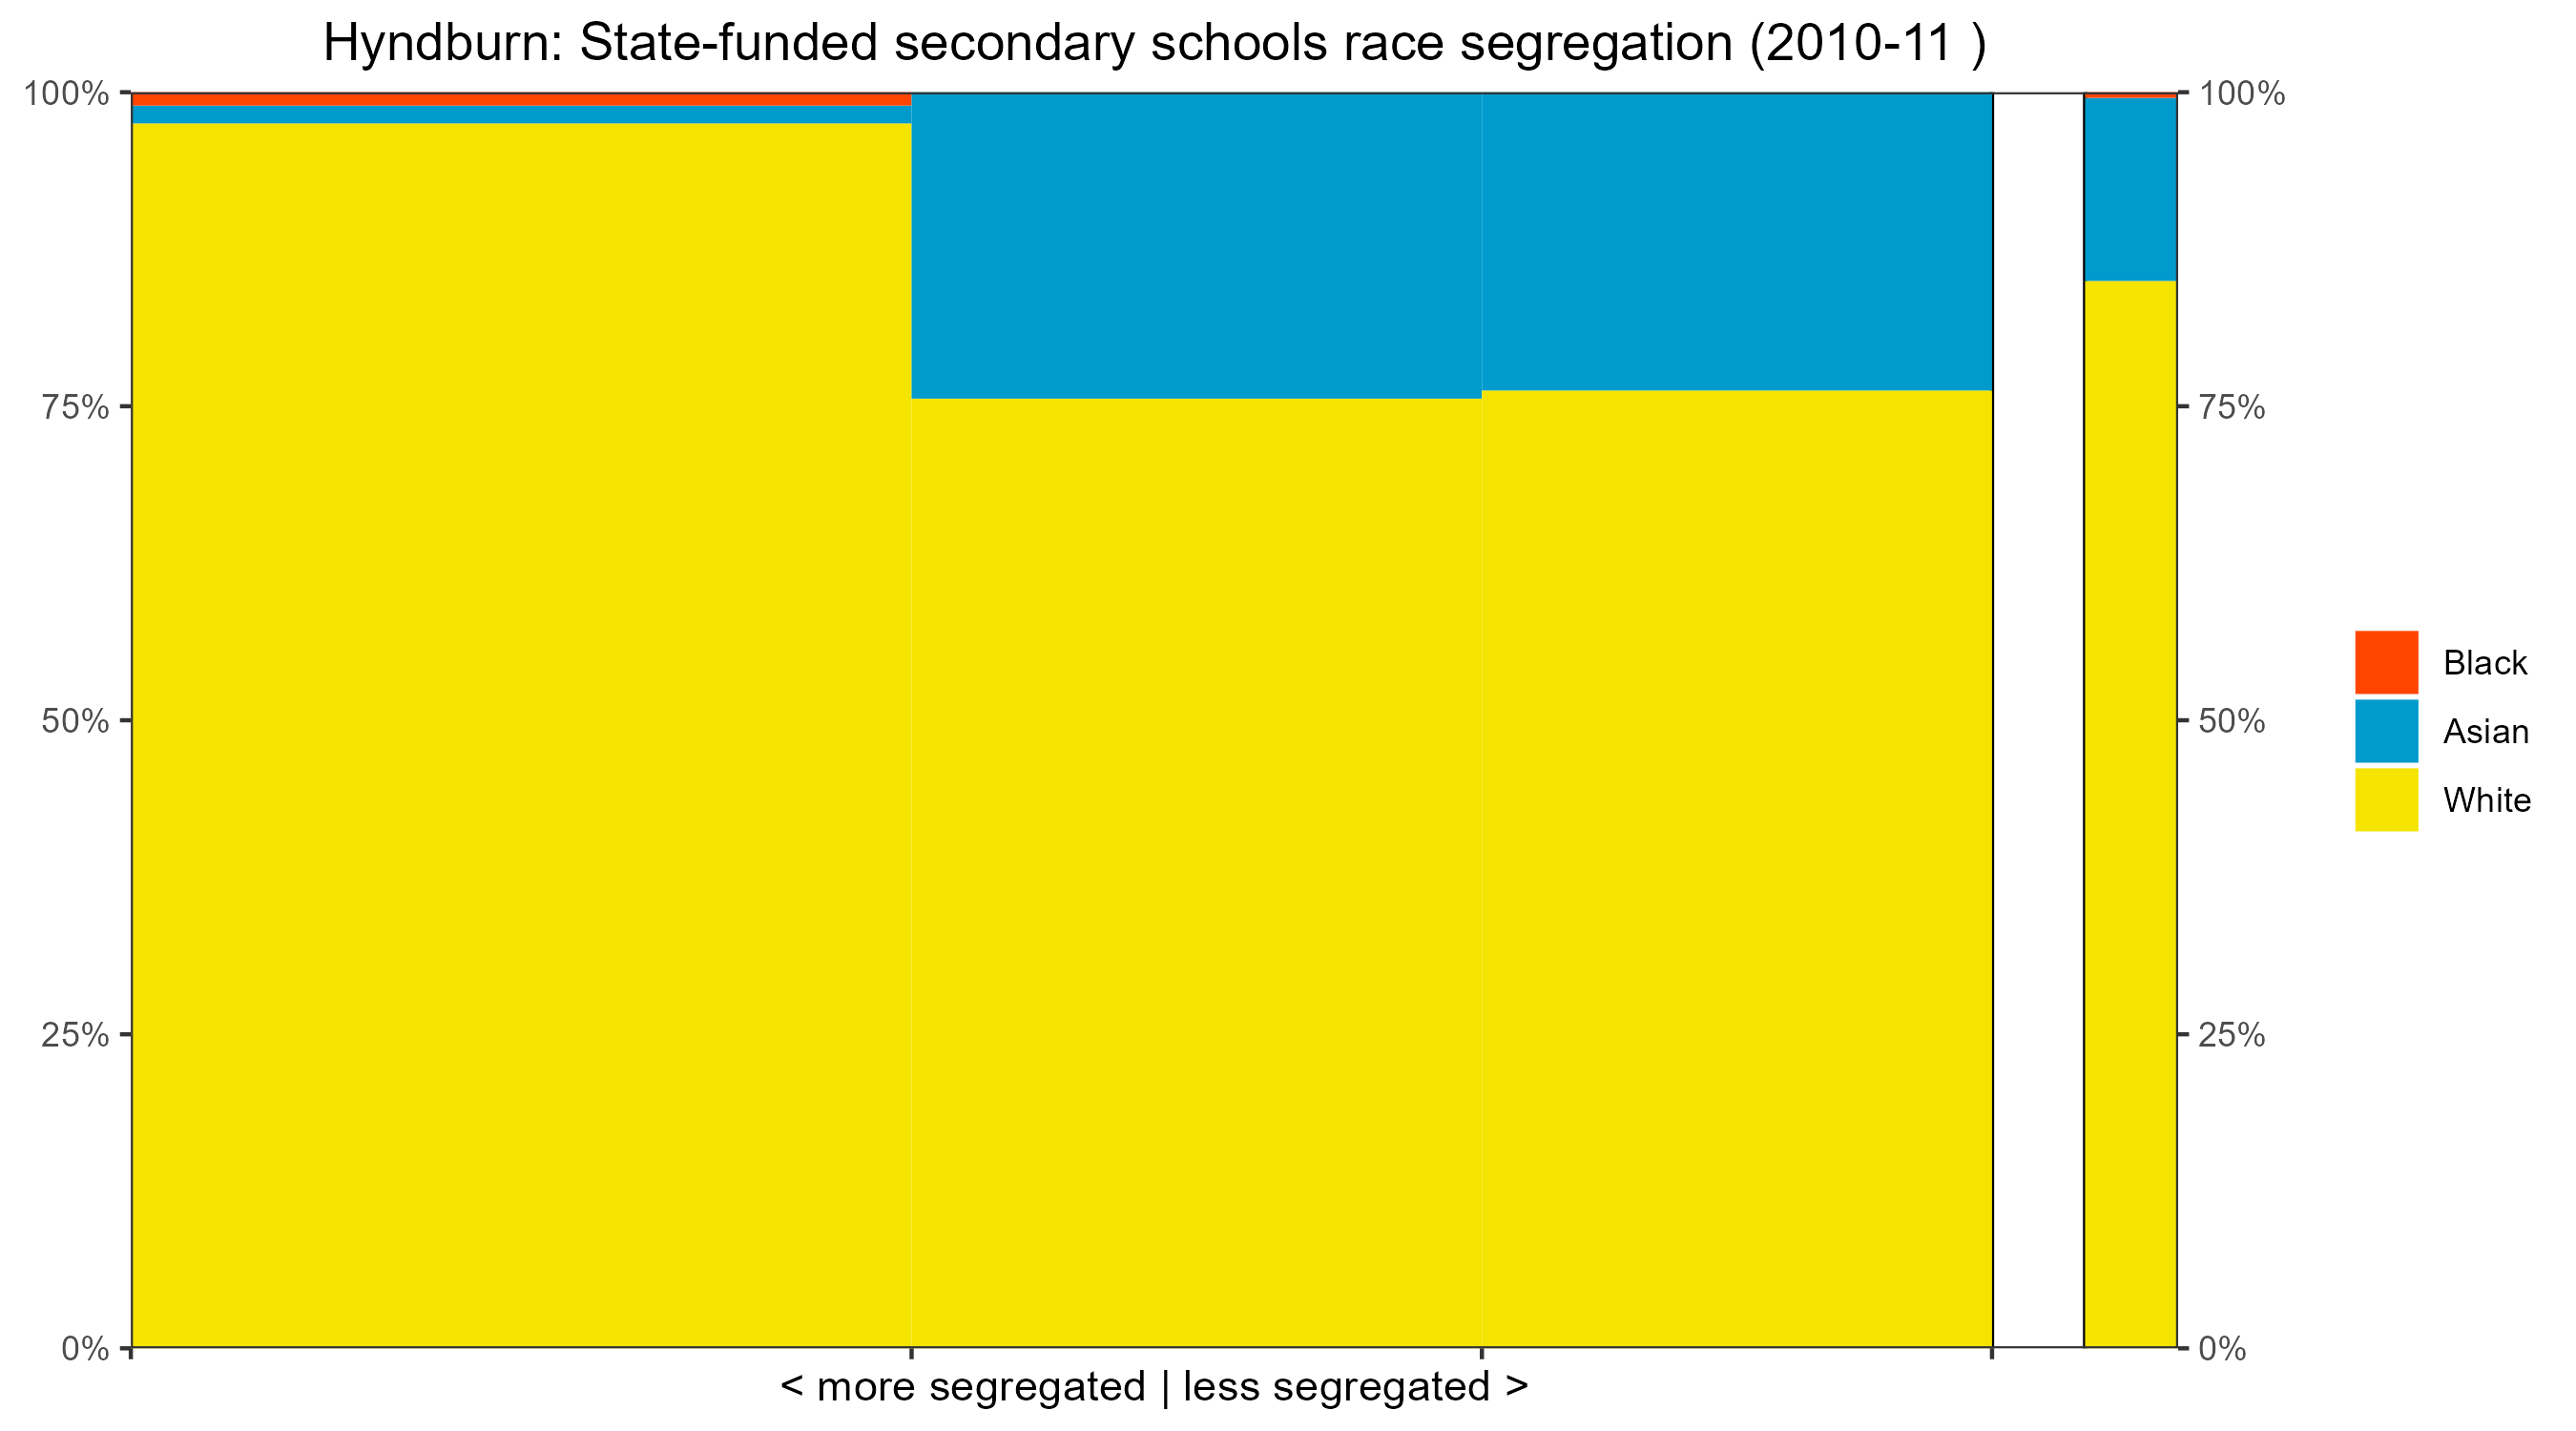 Hyndburn: State-funded secondary schools race segregation (2010-11 )
100%
75%
50%
25%
0%
100%
75%
50%
25%
0%
Black
Asian
White
< more segregated | less segregated >